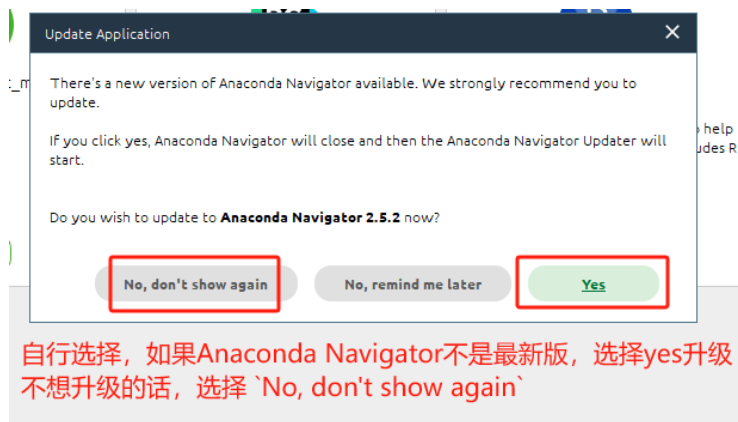 Update Application
There's a new version of Anaconda Navigator available. We strongly recommend you to
update.
If you click yes, Anaconda Navigator will close and then the Anaconda Navigator Updater will
start.
Do you wish to update to Anaconda Navigator 2.5.2 now?
No, don't show again
No, remind me later
Yes
help
自行选择，如果Anaconda Navigator不是最新版，选择yes升级
不想升级的话，选择 `No, don't show again`